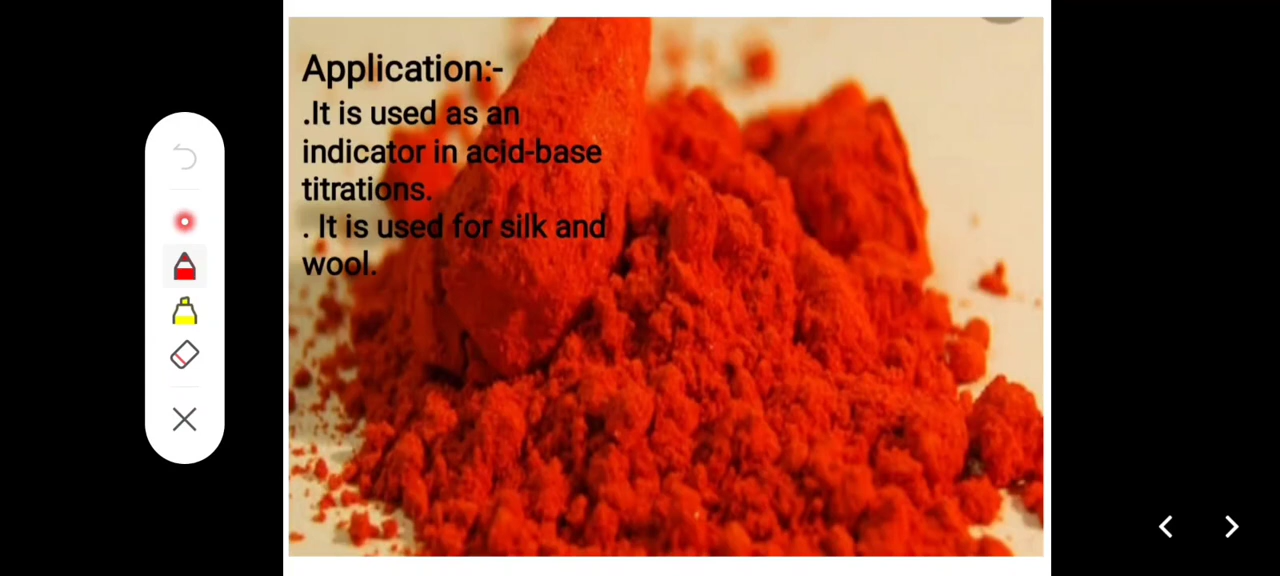 Application:-
.It is used as an
indicator in acid-base
titrations.
. It is used for silk and
wool.